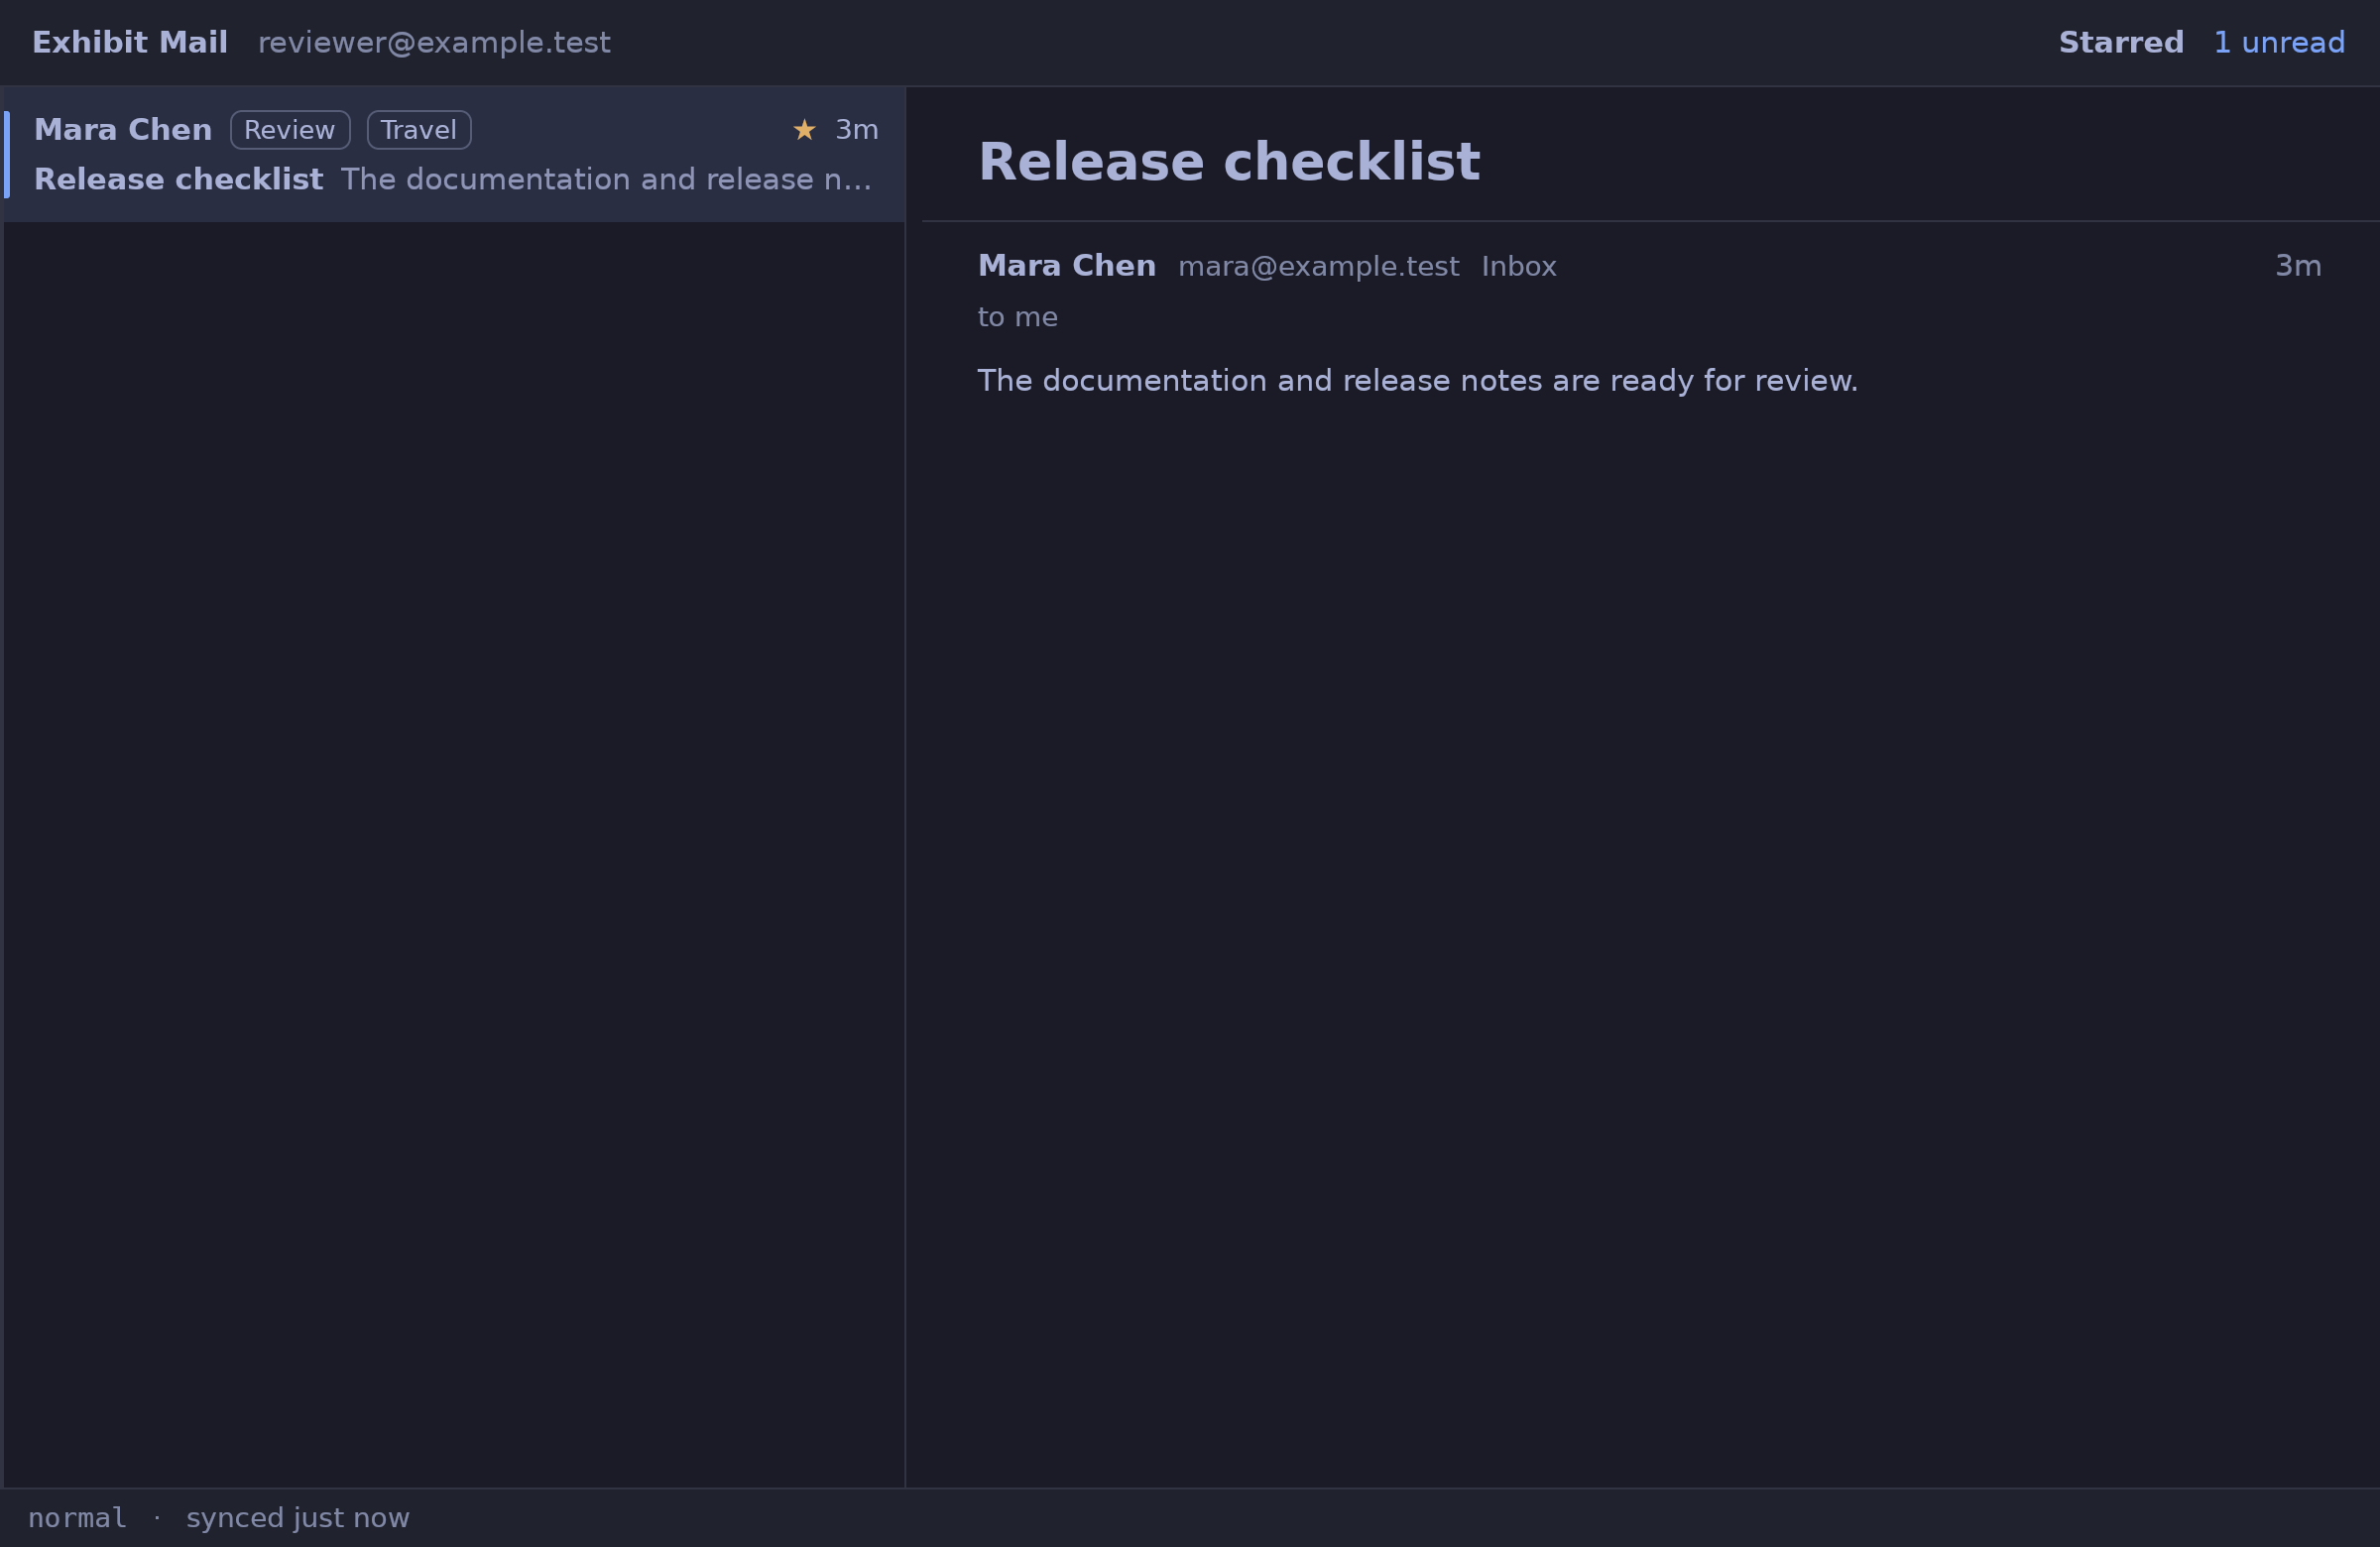 Exhibit Mail reviewer@example.test Starred 1 unread
Mara Chen Review Travel ★ 3m
Release checklist The documentation and release n…
Release checklist
Mara Chen mara@example.test Inbox 3m
to me
The documentation and release notes are ready for review.
normal · synced just now